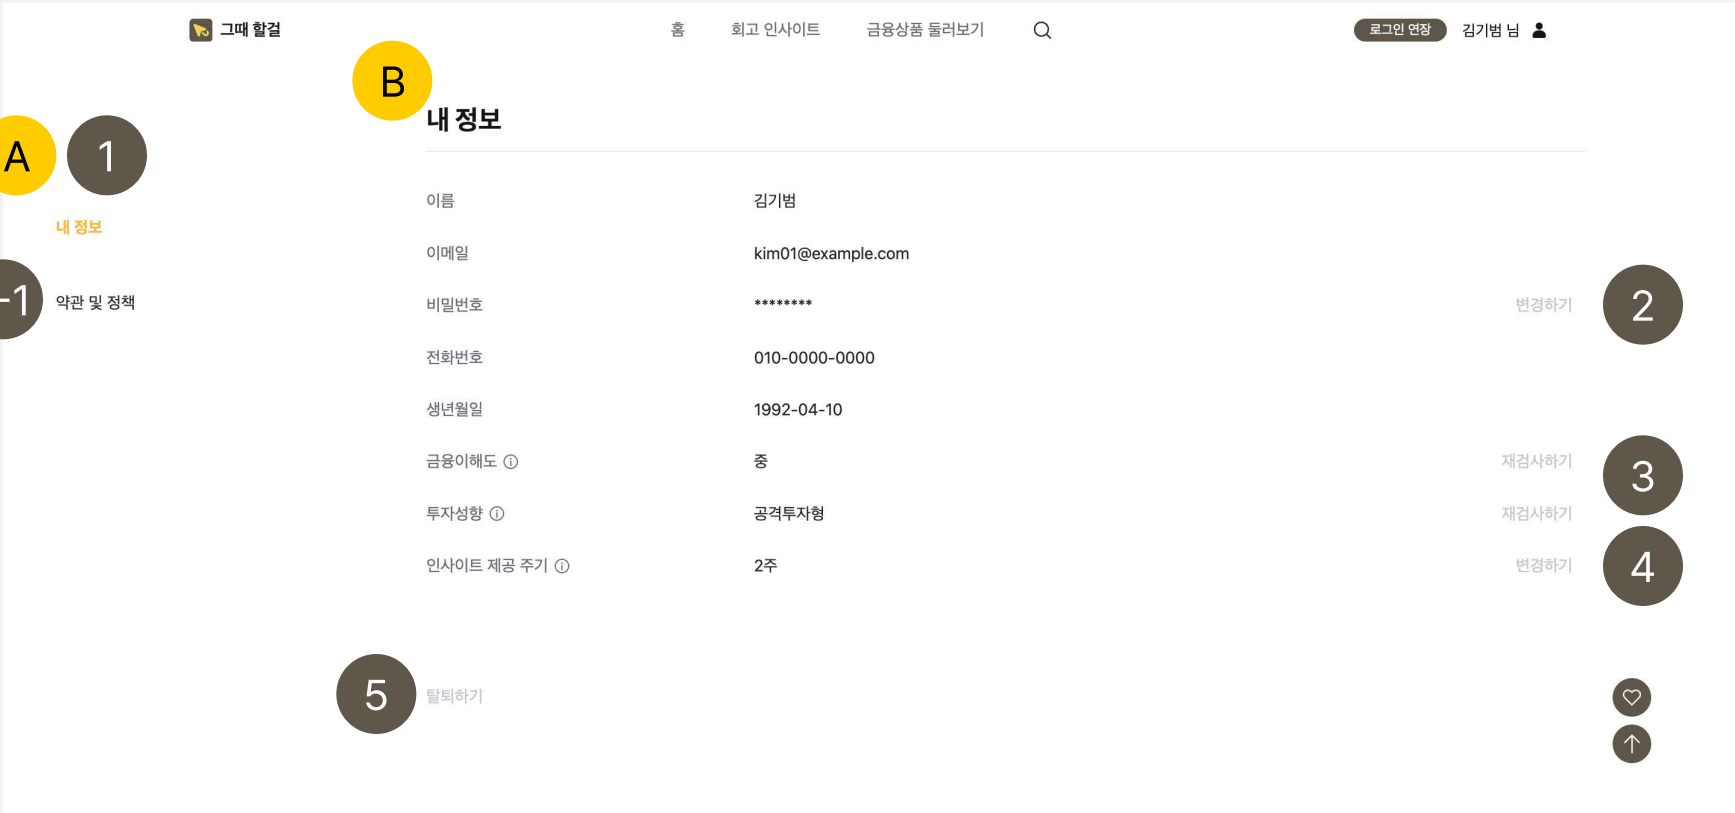 그때 할걸
홈 회고 인사이트 금융상품 둘러보기
로그인 연장 김기범 님
B
내 정보
A 1
내 정보
-1 약관 및 정책
이름 김기범
이메일 kim01@example.com
비밀번호 ******** 변경하기 2
전화번호 010-0000-0000
생년월일 1992-04-10
금융이해도 중 재검사하기 3
투자성향 공격투자형 재검사하기
인사이트 제공 주기 2주 변경하기 4
5 탈퇴하기